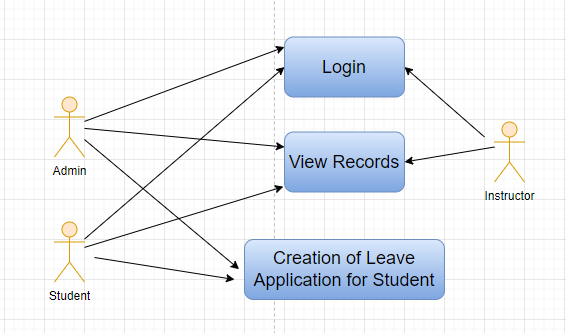 Login
Admin
View Records
Instructor
Creation of Leave
Application for Student
Student